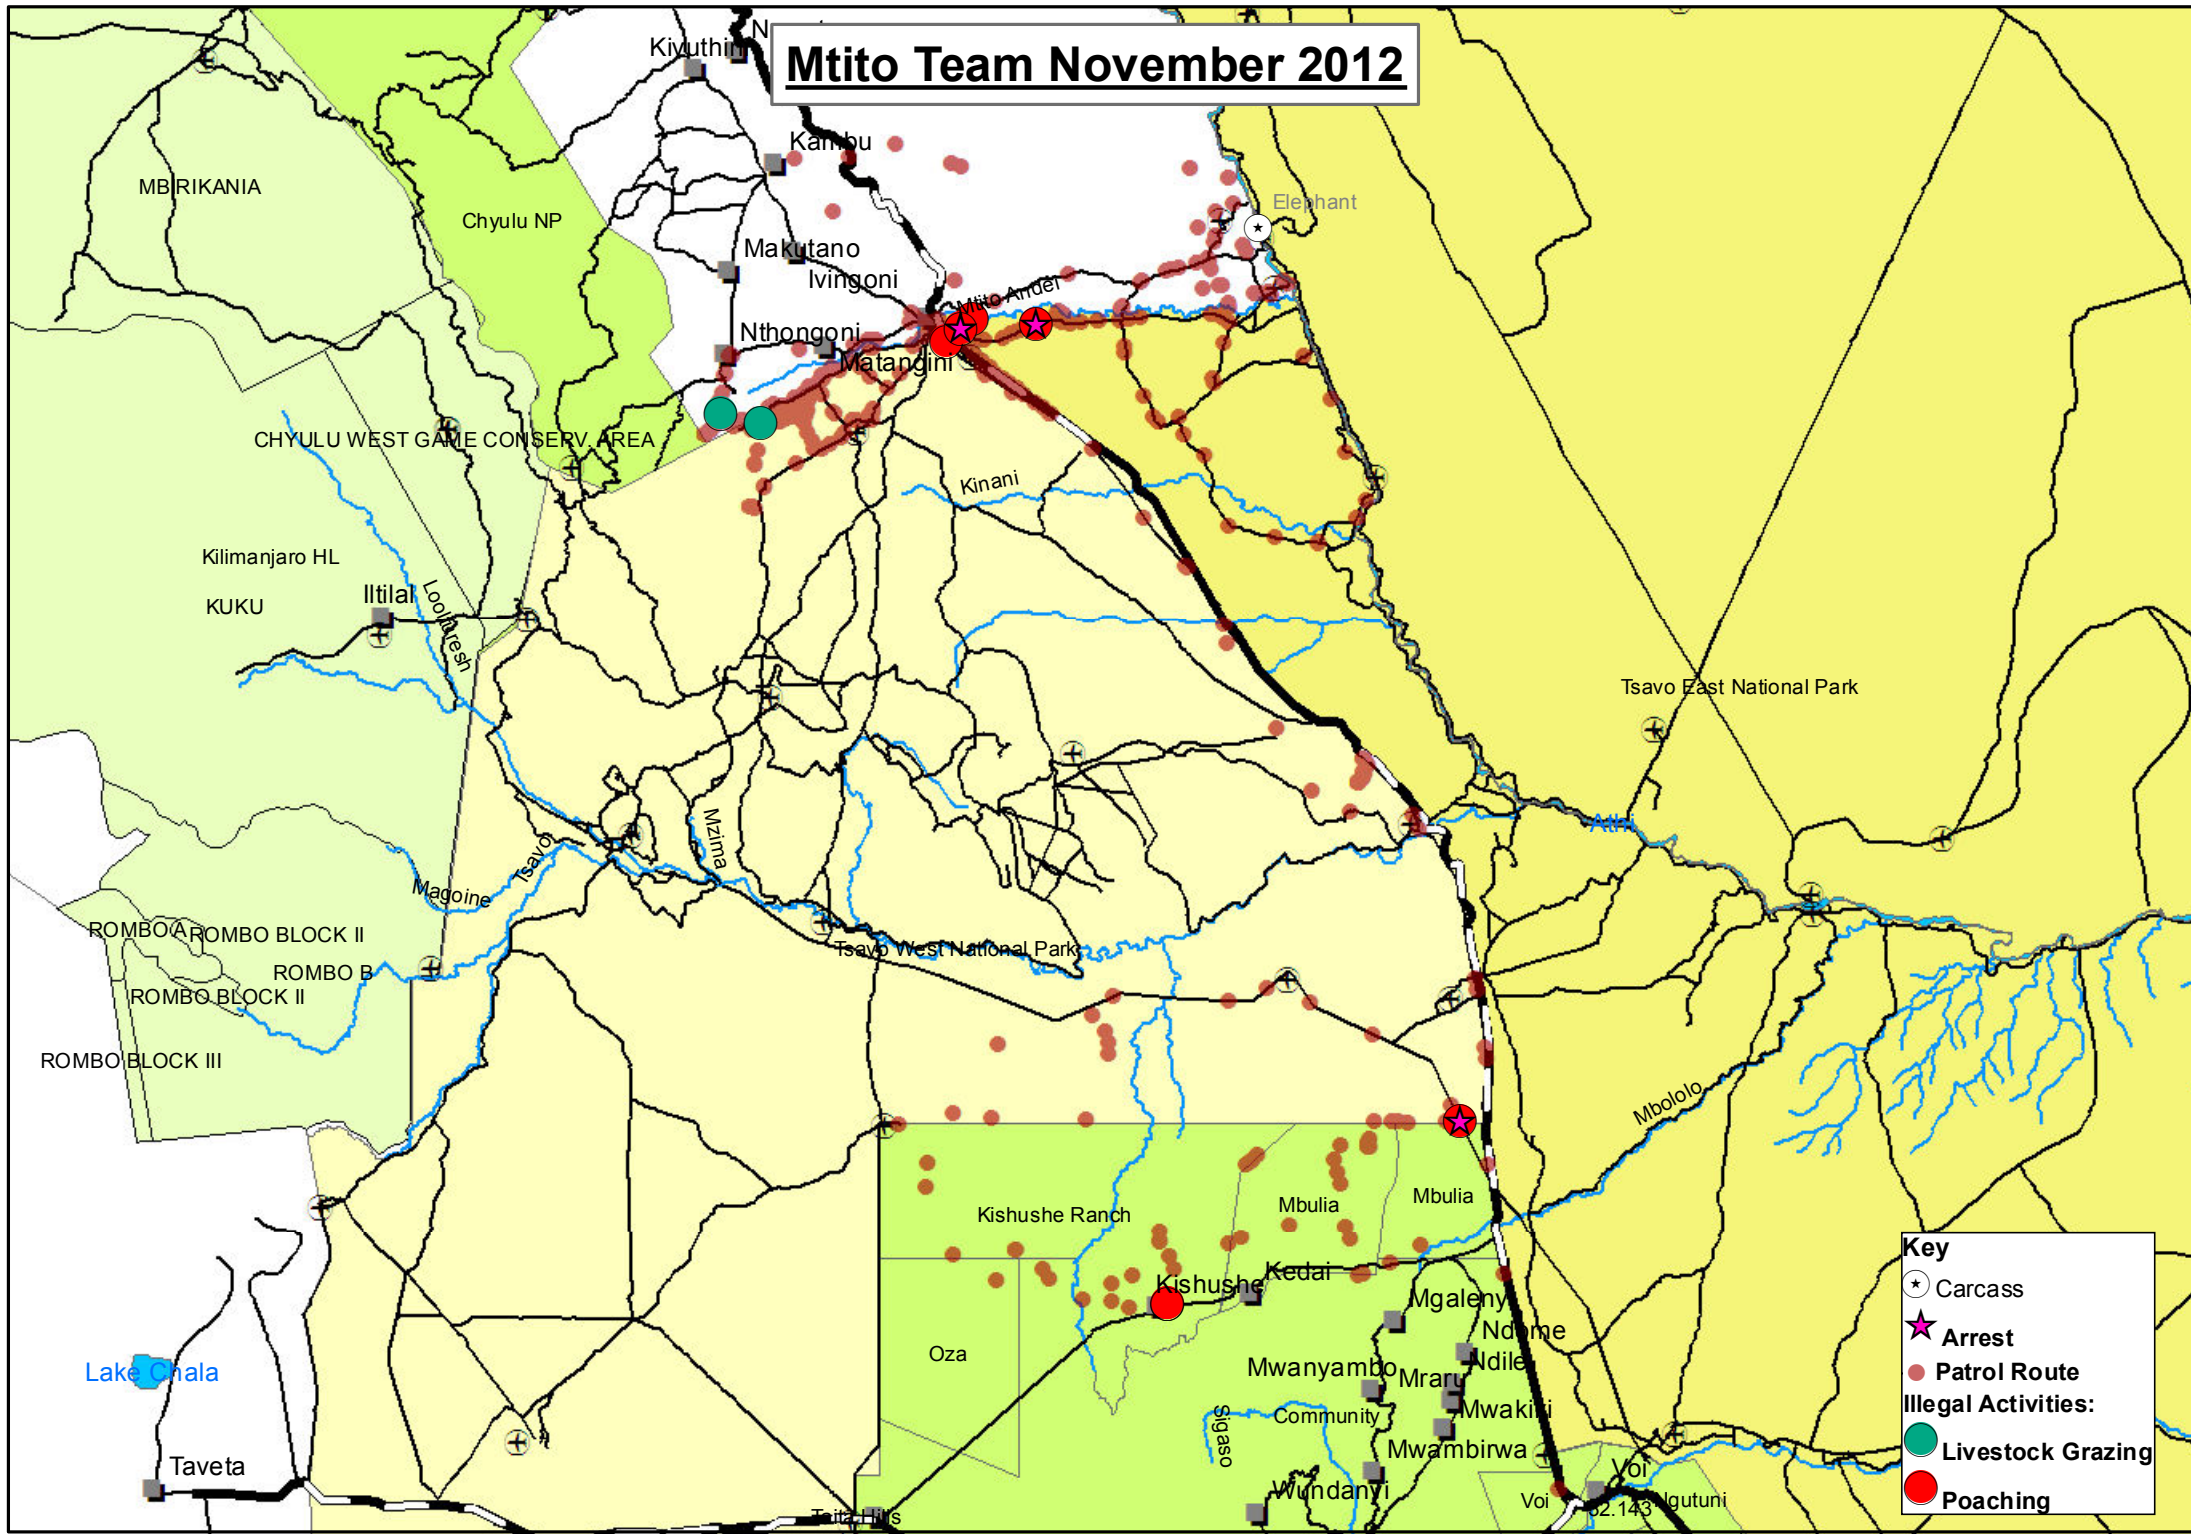 Mtito Team November 2012
Kiyuthin
Kambu
MBIRIKANIA
Chyulu NP
Elephant
Makutano
Ivingoni
Mtito Andei
Nthongoni
Matangini
CHYULU WEST GAME CONSERV. AREA
Kinani
Kilimanjaro HL
KUKU
Iltilal
Loolturesh
Tsavo East National Park
Mzima
Tsavo
Athi
Magoine
ROMBO A
ROMBO BLOCK II
Tsavo West National Park
ROMBO B
ROMBO BLOCK II
ROMBO BLOCK III
Mbololo
Kishushe Ranch
Mbulia
Mbulia
Kishushe
Kedai
Mgaleny
Ndome
Ndile
Oza
Lake Chala
Mwanyambo
Mraru
Mwakiki
Community
Sigaso
Mwambirwa
Taveta
Wundanyi
Voi
Voi
Ngutuni
Taita Hills
Key
Carcass
Arrest
Patrol Route
Illegal Activities:
Livestock Grazing
Poaching